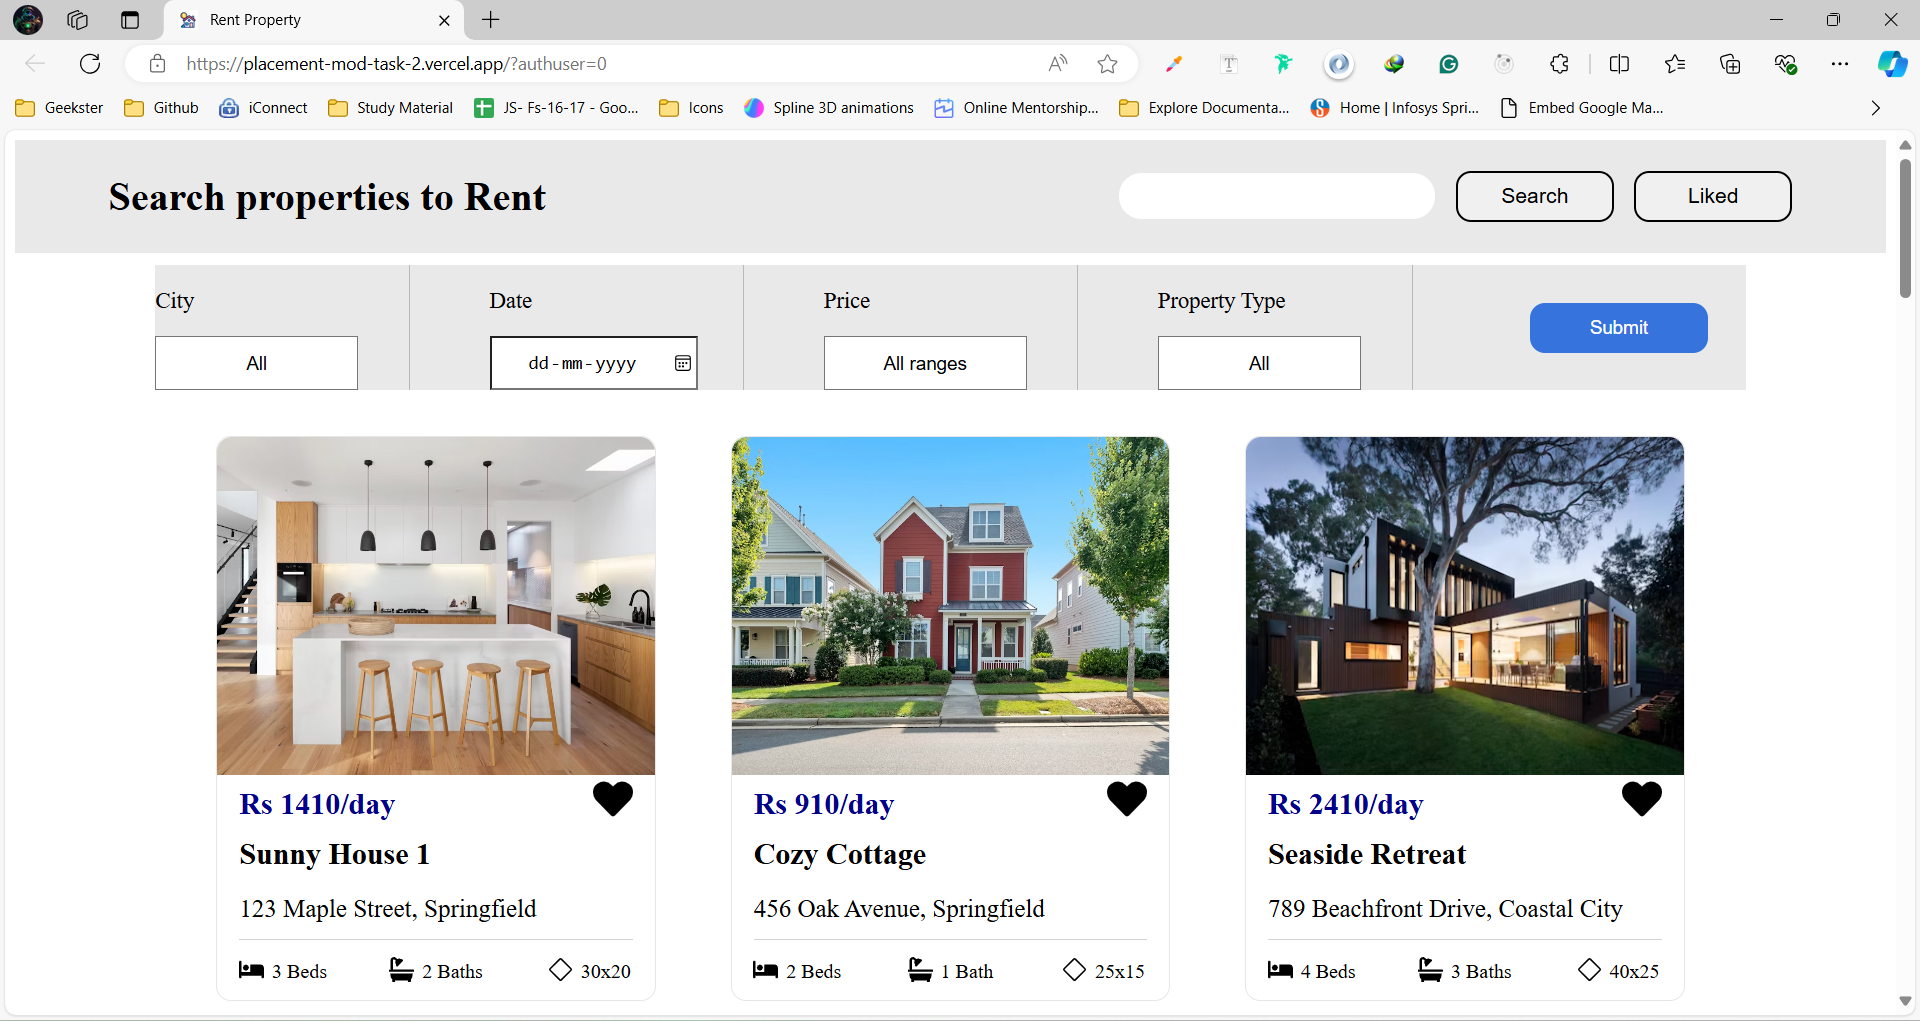 Rent Property
https://placement-mod-task-2.vercel.app/?authuser=0
Geekster Github iConnect Study Material JS- Fs-16-17 - Goo... Icons Spline 3D animations Online Mentorship... Explore Documenta... Home | Infosys Spri... Embed Google Ma...
Search properties to Rent Search Liked
City Date Price Property Type
Submit
All dd-mm-yyyy All ranges All
Rs 1410/day
Sunny House 1
123 Maple Street, Springfield
3 Beds 2 Baths 30x20
Rs 910/day
Cozy Cottage
456 Oak Avenue, Springfield
2 Beds 1 Bath 25x15
Rs 2410/day
Seaside Retreat
789 Beachfront Drive, Coastal City
4 Beds 3 Baths 40x25